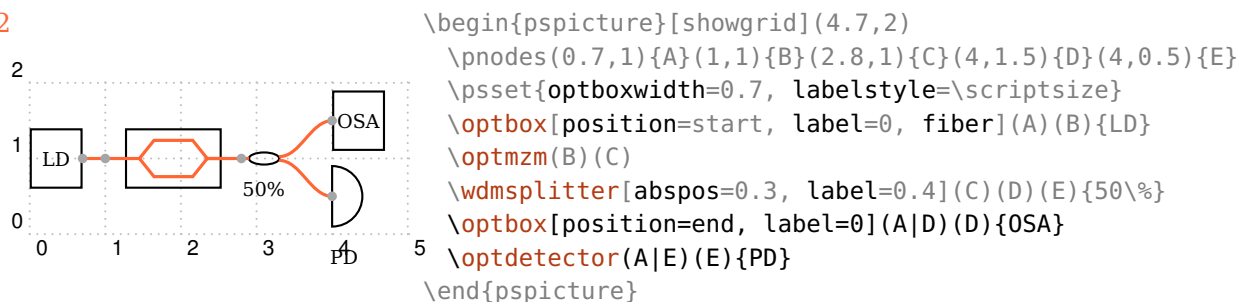 2
2
1
0
0
1
2
3
4
5
LD
50%
OSA
PD
\begin{pspicture}[showgrid](4.7,2)
\pnodes(0.7,1){A}(1,1){B}(2.8,1){C}(4,1.5){D}(4,0.5){E}
\psset{optboxwidth=0.7, labelstyle=\scriptsize}
\optbox[position=start, label=0, fiber](A)(B){LD}
\optmzm(B)(C)
\wdmsplitter[abspos=0.3, label=0.4](C)(D)(E){50\%}
\optbox[position=end, label=0](A|D)(D){OSA}
\optdetector(A|E)(E){PD}
\end{pspicture}